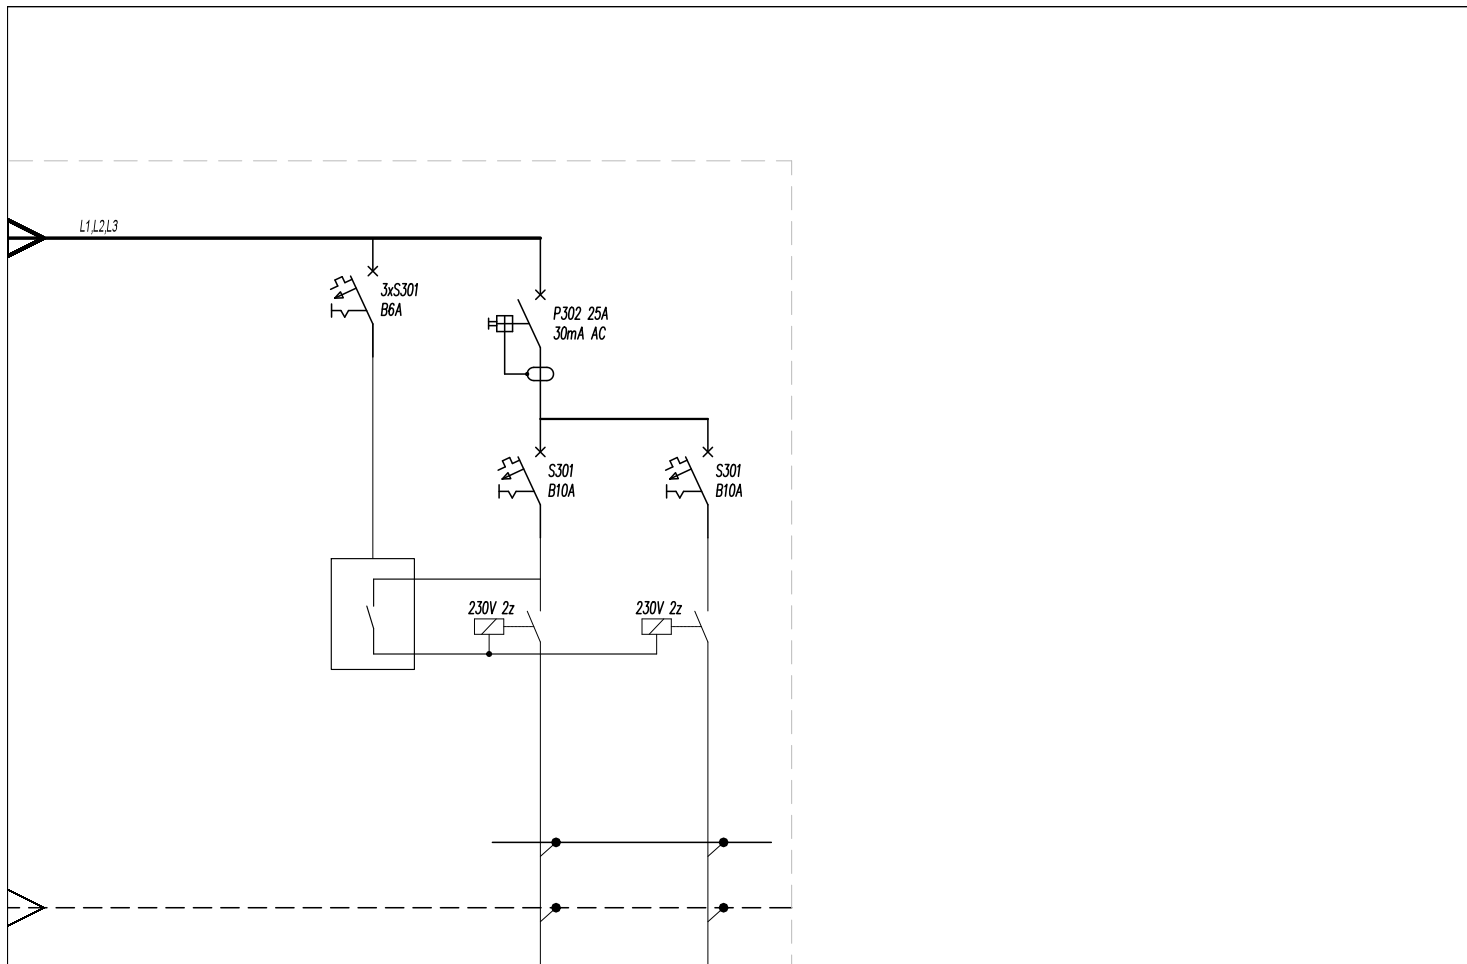 L1,L2,L3
3xS301
B6A
P302 25A
30mA AC
S301
B10A
S301
B10A
230V 2z
230V 2z